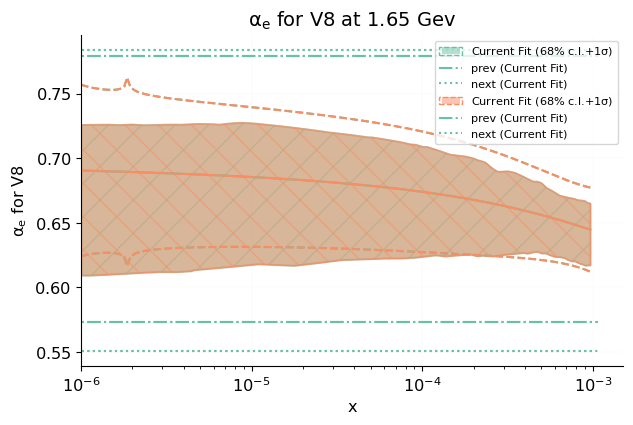 αₑ for V8 at 1.65 Gev
Current Fit (68% c.l.+1σ)
prev (Current Fit)
next (Current Fit)
Current Fit (68% c.l.+1σ)
prev (Current Fit)
next (Current Fit)
αₑ for V8
0.75
0.70
0.65
0.60
0.55
10⁻⁶
10⁻⁵
10⁻⁴
10⁻³
x